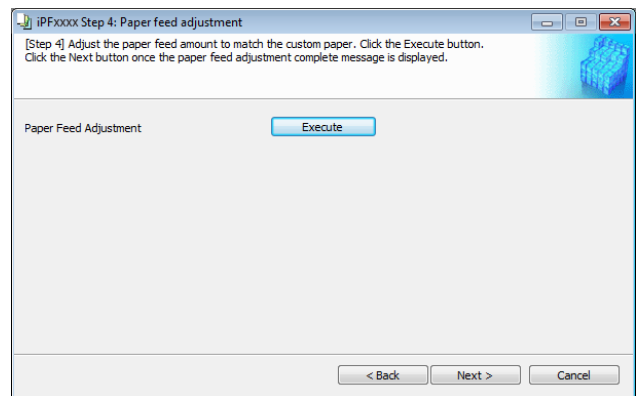 iPFxxxx Step 4: Paper feed adjustment
[Step 4] Adjust the paper feed amount to match the custom paper. Click the Execute button.
Click the Next button once the paper feed adjustment complete message is displayed.
Paper Feed Adjustment
Execute
< Back
Next >
Cancel